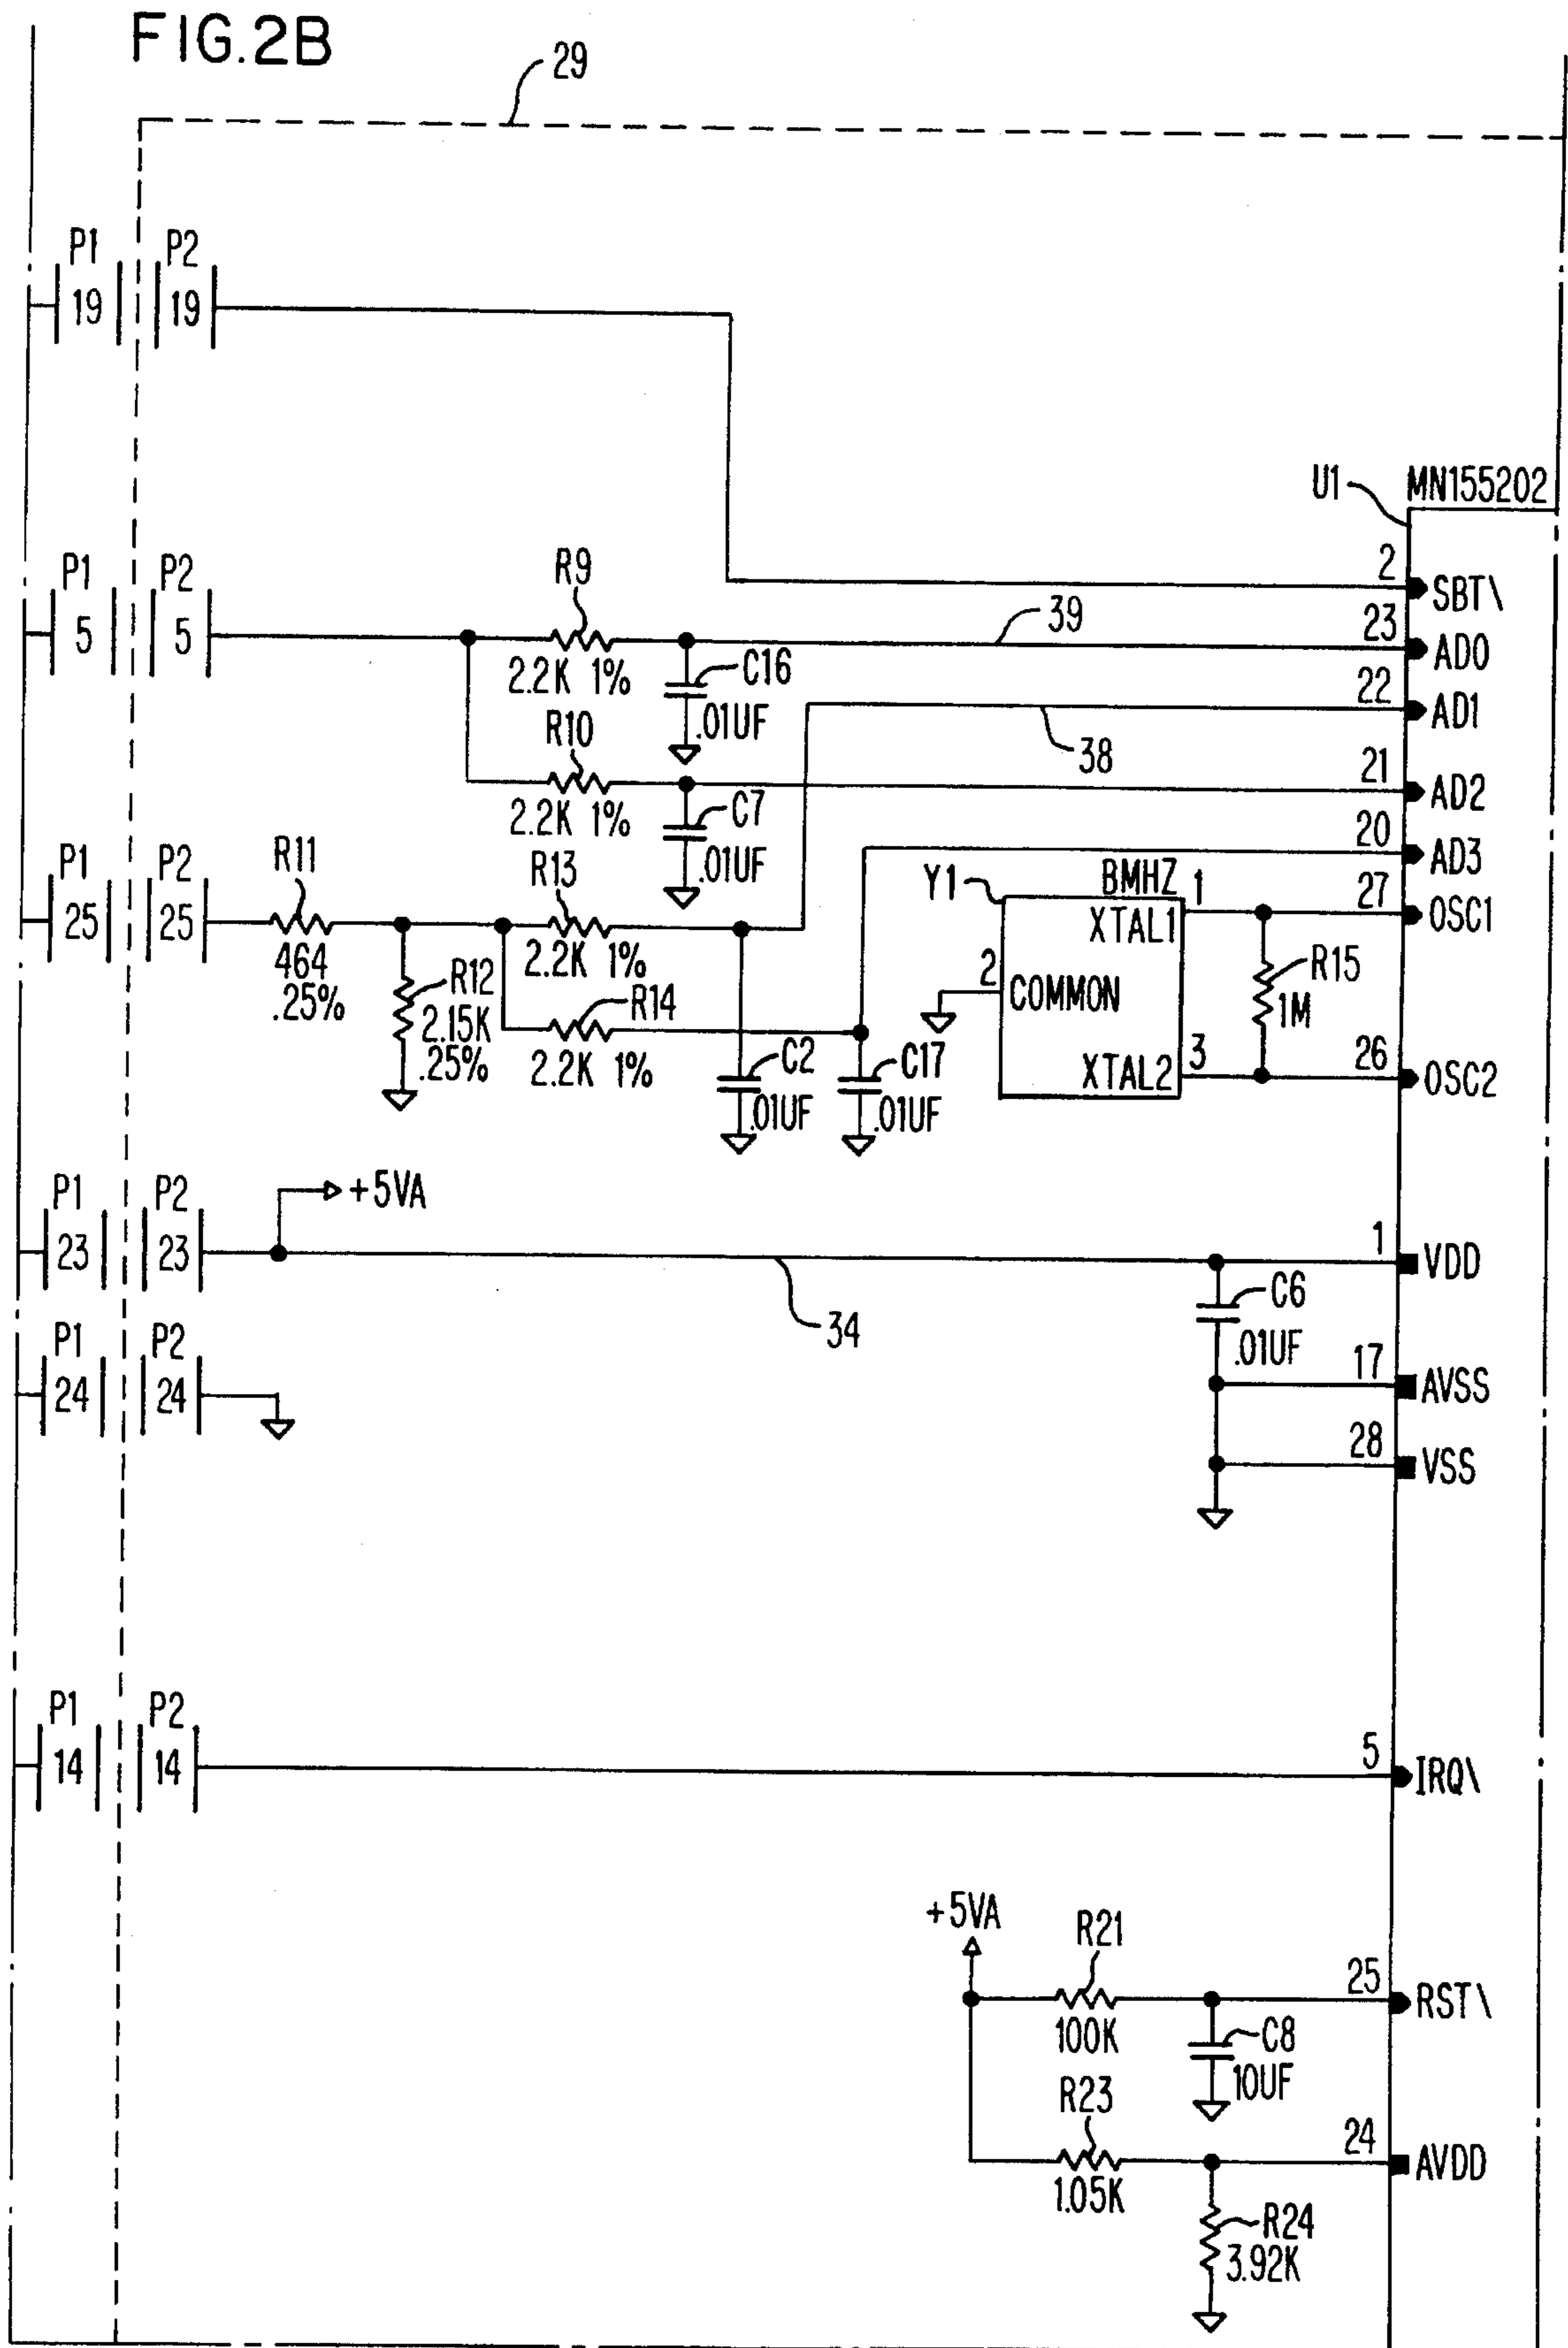 FIG.2B
29
P1 P2
19 19
U1 MN155202
2 SBT\
P1 P2 R9
5 5
39
23 AD0
2.2K 1% C16
.01UF
22 AD1
38
R10
21 AD2
2.2K 1% C7
.01UF
20 AD3
P1 P2 R11 R13
25 25
Y1 BMHZ
XTAL1 1 27 OSC1
464
.25%
2.2K 1%
R12
2.15K
.25%
R14
2.2K 1%
2 COMMON
R15
1M
C2
.01UF
C17
.01UF
XTAL2 3 26 OSC2
+5VA
P1 P2
23 23
1 VDD
34
C6
.01UF
P1 P2
24 24
17 AVSS
28 VSS
P1 P2
14 14
5 IRQ\
+5VA
R21
25 RST\
100K
C8
10UF
R23
24 AVDD
1.05K
R24
3.92K